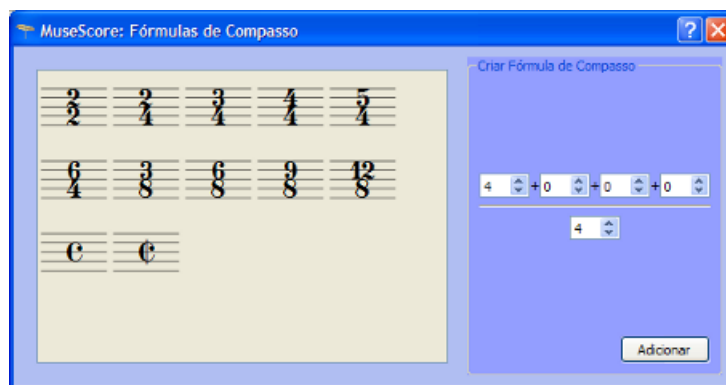 MuseScore: Fórmulas de Compasso
Criar Fórmula de Compasso
2 2 3 4 5
2 4 4 4 4
6 3 6 9 12
4 8 8 8 8
4 + 0 + 0 + 0
4
Adicionar